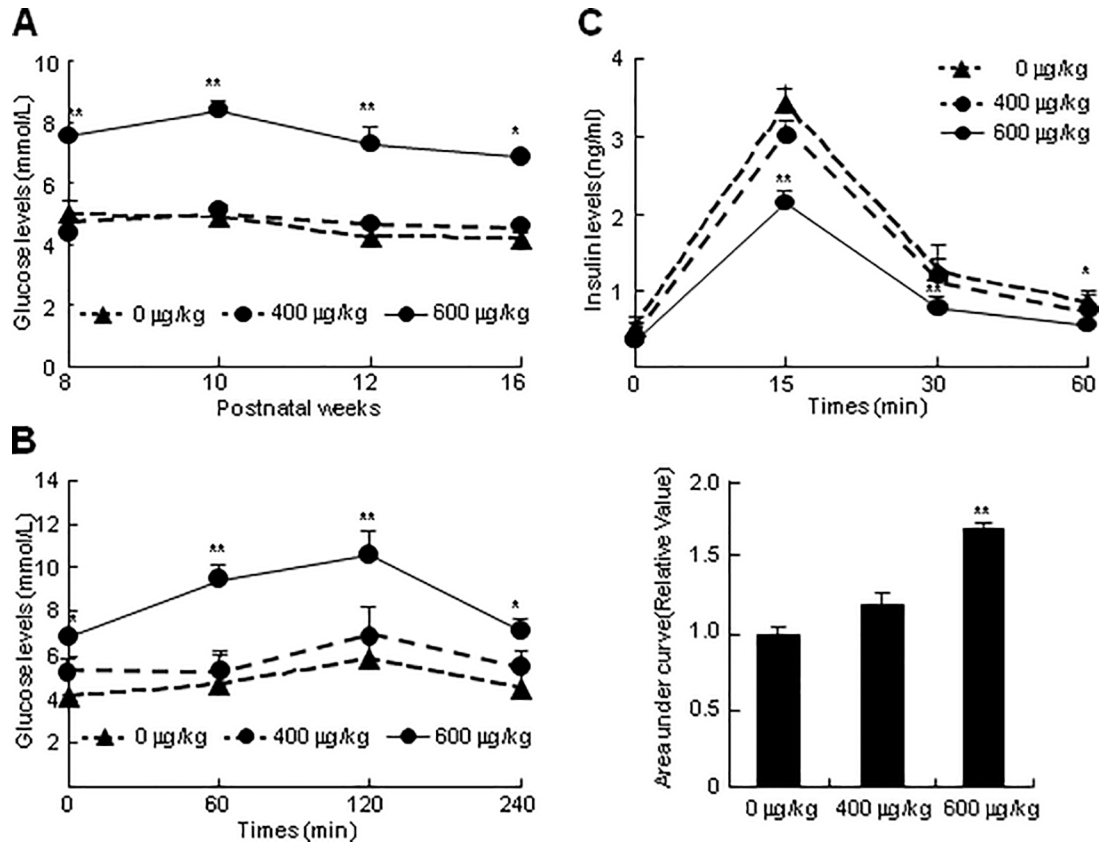 A
Glucose levels (mmol/L)
10
8
6
4
2
0
**
**
**
*
0 µg/kg 400 µg/kg 600 µg/kg
8 10 12 16
Postnatal weeks
B
Glucose levels (mmol/L)
14
12
10
8
6
4
2
*
**
**
*
0 µg/kg 400 µg/kg 600 µg/kg
0 60 120 240
Times (min)
C
Insulin levels (ng/ml)
4
3
2
1
0 µg/kg
400 µg/kg
600 µg/kg
**
**
*
0 15 30 60
Times (min)
Area under curve(Relative Value)
2.0
1.5
1.0
0.5
0
**
0 µg/kg 400 µg/kg 600 µg/kg